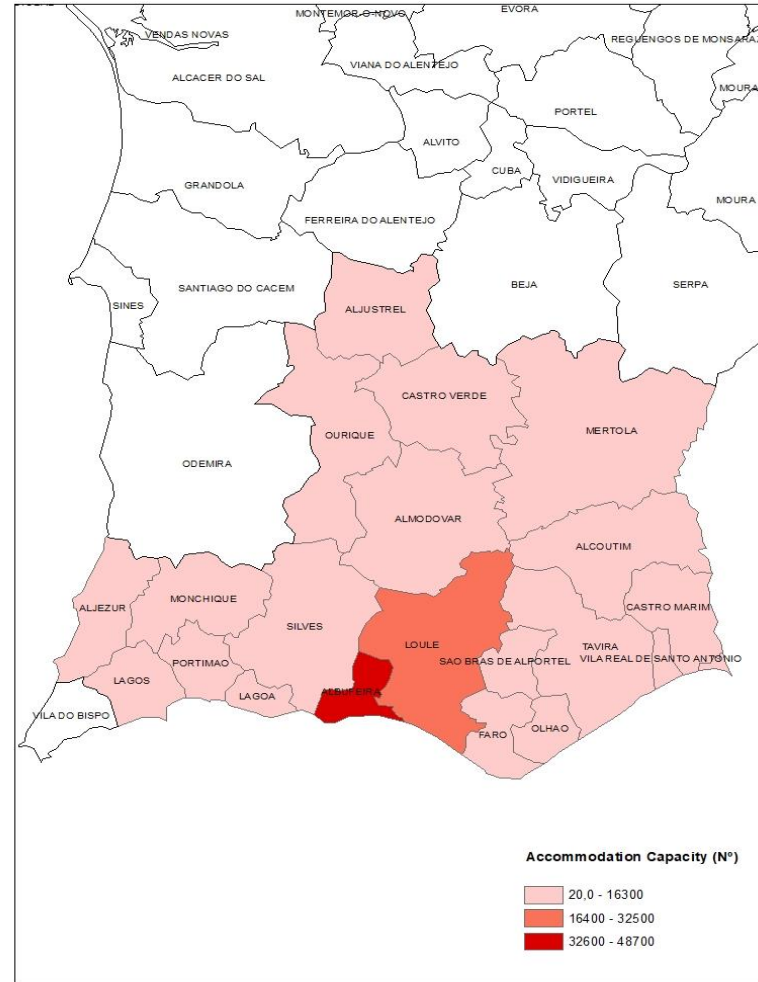 MONTEMOR-O-NOVO
EVORA
VENDAS NOVAS
REGUENGOS DE MONSARAZ
VIANA DO ALENTEJO
ALCACER DO SAL
MOURA
PORTEL
ALVITO
CUBA
VIDIGUEIRA
GRANDOLA
MOURA
FERREIRA DO ALENTEJO
BEJA
SERPA
SANTIAGO DO CACEM
SINES
ALJUSTREL
CASTRO VERDE
MERTOLA
OURIQUE
ODEMIRA
ALMODOVAR
ALCOUTIM
MONCHIQUE
ALJEZUR
CASTRO MARIM
SILVES
LOULE
TAVIRA
SAO BRAS DE ALPORTEL
VILA REAL DE SANTO ANTONIO
PORTIMAO
LAGOS
LAGOA
ALBUFEIRA
VILA DO BISPO
OLHAO
FARO
Accommodation Capacity (Nº)
20,0 - 16300
16400 - 32500
32600 - 48700